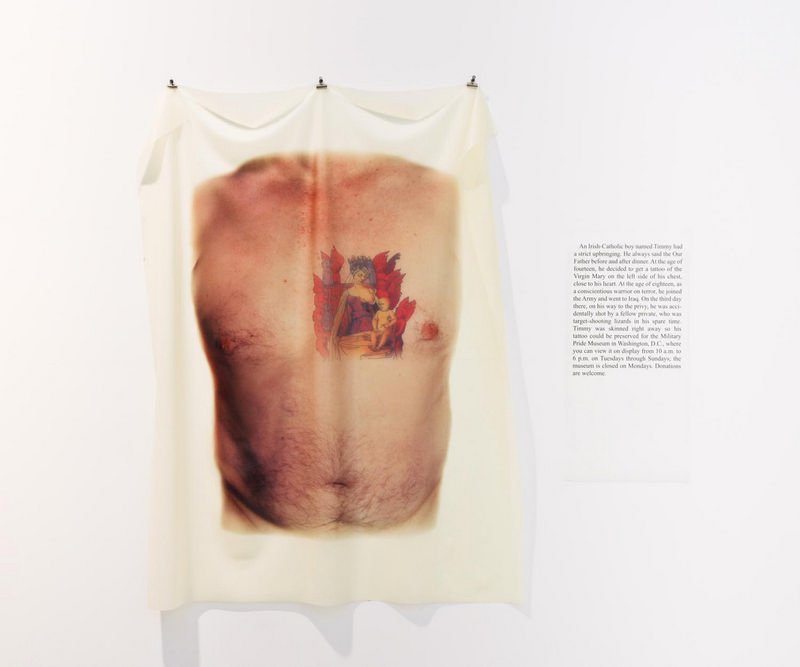 An Irish-Catholic boy named Timmy had
a strict upbringing. He always said the Our
Father before and after dinner. At the age of
fourteen, he decided to get a tattoo of the
Virgin Mary on the left side of his chest,
close to his heart. At the age of eighteen, as
a conscientious warrior on terror, he joined
the Army and went to Iraq. On the third day
there, on his way to the privy, he was acci-
dentally shot by a fellow private, who was
target-shooting lizards in his spare time.
Timmy was skinned right away so his
tattoo could be preserved for the Military
Pride Museum in Washington, D.C., where
you can view it on display from 10 a.m. to
6 p.m. on Tuesdays through Sundays; the
museum is closed on Mondays. Donations
are welcome.